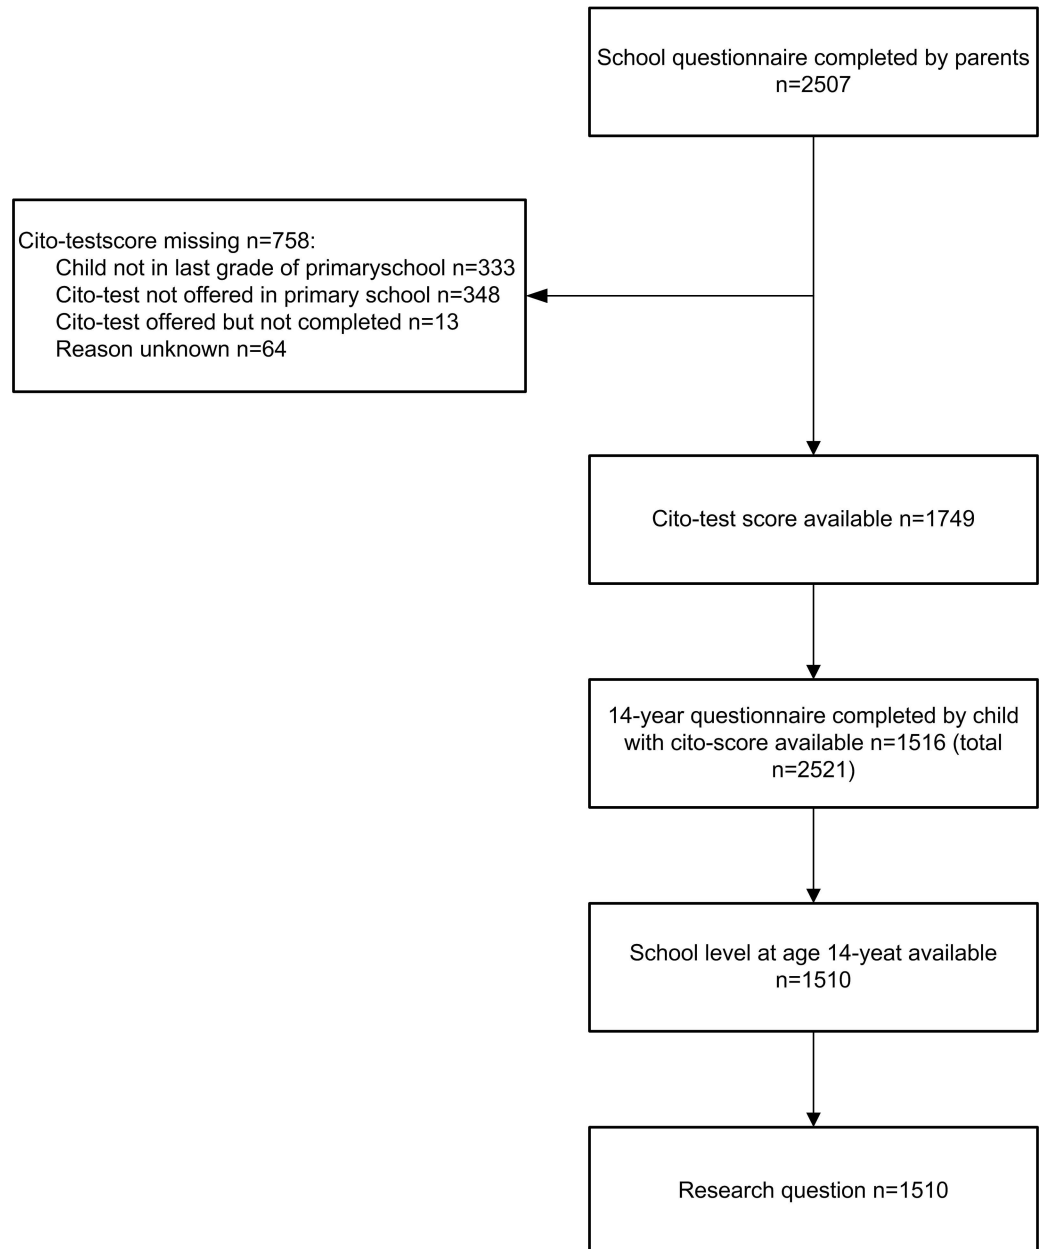 School questionnaire completed by parents
n=2507
Cito-testscore missing n=758:
Child not in last grade of primaryschool n=333
Cito-test not offered in primary school n=348
Cito-test offered but not completed n=13
Reason unknown n=64
Cito-test score available n=1749
14-year questionnaire completed by child
with cito-score available n=1516 (total
n=2521)
School level at age 14-yeat available
n=1510
Research question n=1510